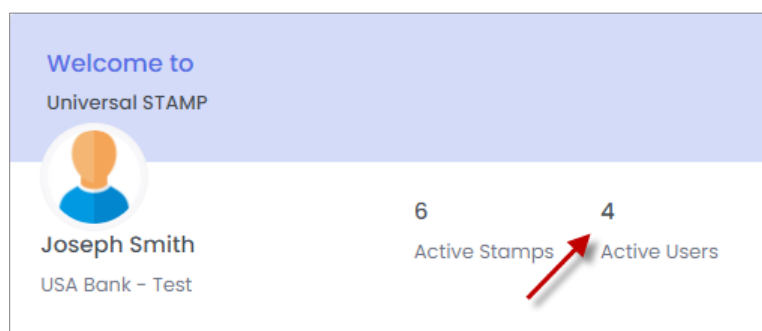 Welcome to
Universal STAMP
6 4
Joseph Smith Active Stamps Active Users
USA Bank - Test